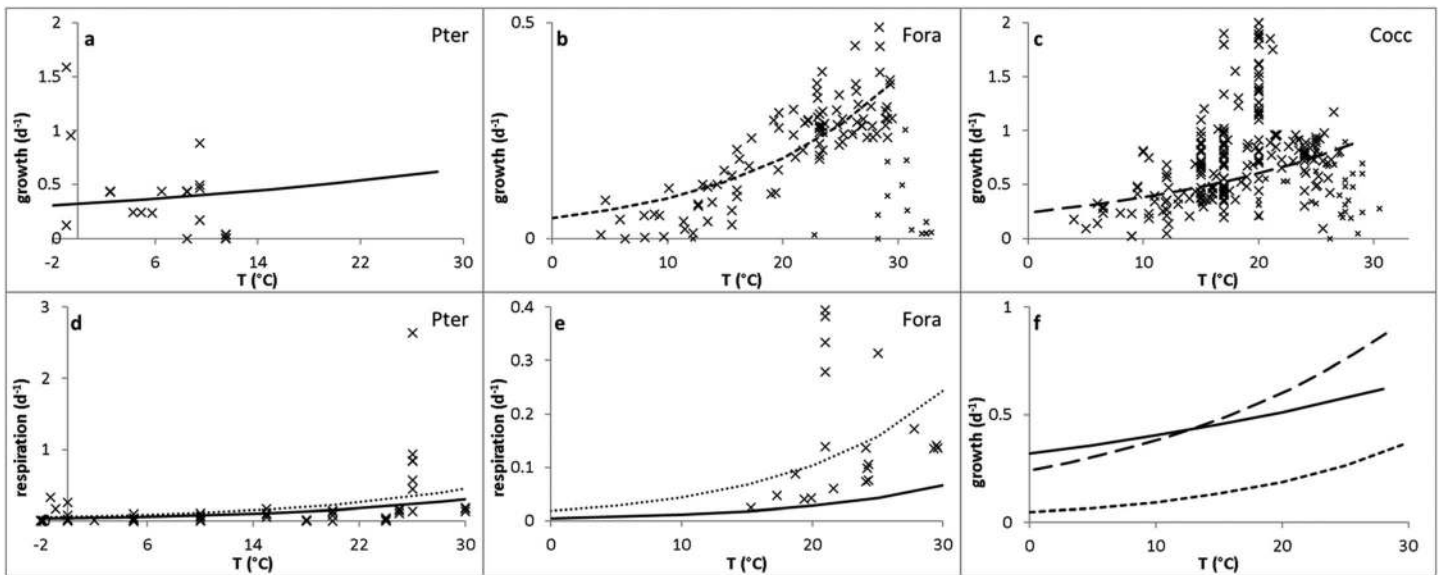 a
Pter
growth (d⁻¹)
2
1.5
1
0.5
0
-2
6
14
22
30
T (°C)
b
Fora
growth (d⁻¹)
0.5
0
0
10
20
30
T (°C)
c
Cocc
growth (d⁻¹)
2
1.5
1
0.5
0
0
10
20
30
T (°C)
d
Pter
respiration (d⁻¹)
3
2
1
0
-2
6
14
22
30
T (°C)
e
Fora
respiration (d⁻¹)
0.4
0.3
0.2
0.1
0
0
10
20
30
T (°C)
f
growth (d⁻¹)
1
0.5
0
0
10
20
30
T (°C)